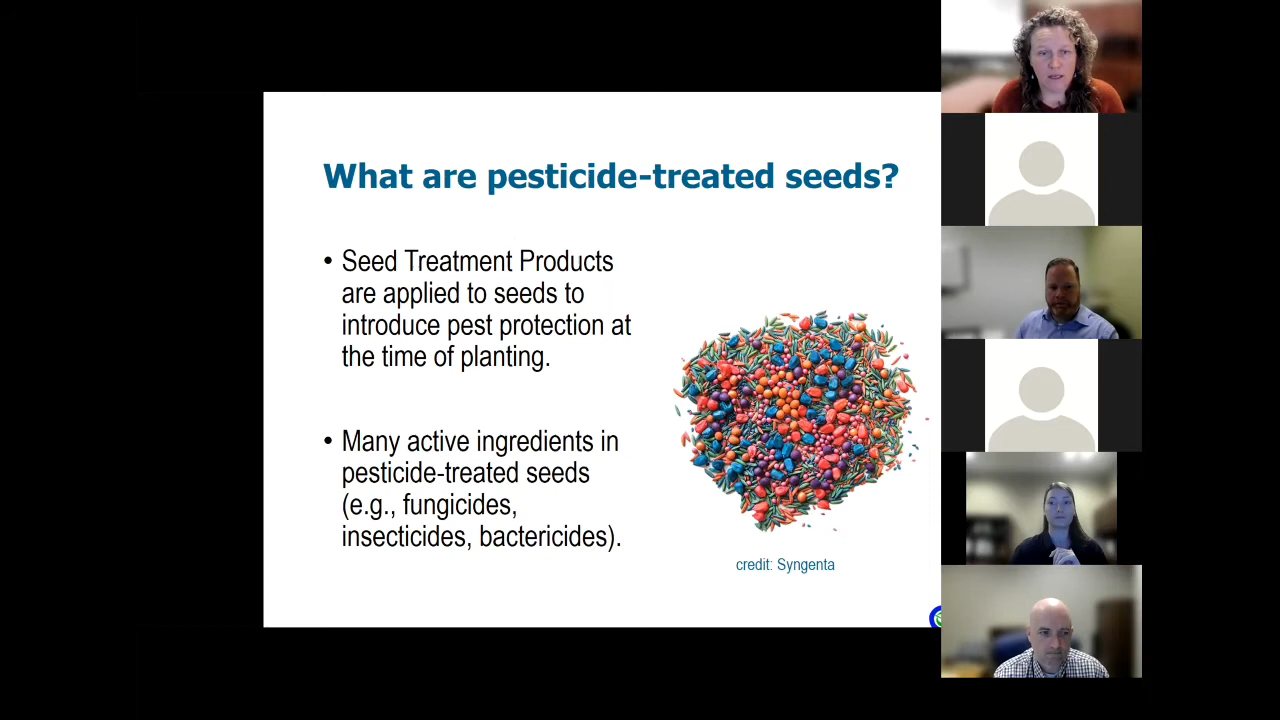 What are pesticide-treated seeds?
• Seed Treatment Products
are applied to seeds to
introduce pest protection at
the time of planting.
• Many active ingredients in
pesticide-treated seeds
(e.g., fungicides,
insecticides, bactericides).
credit: Syngenta